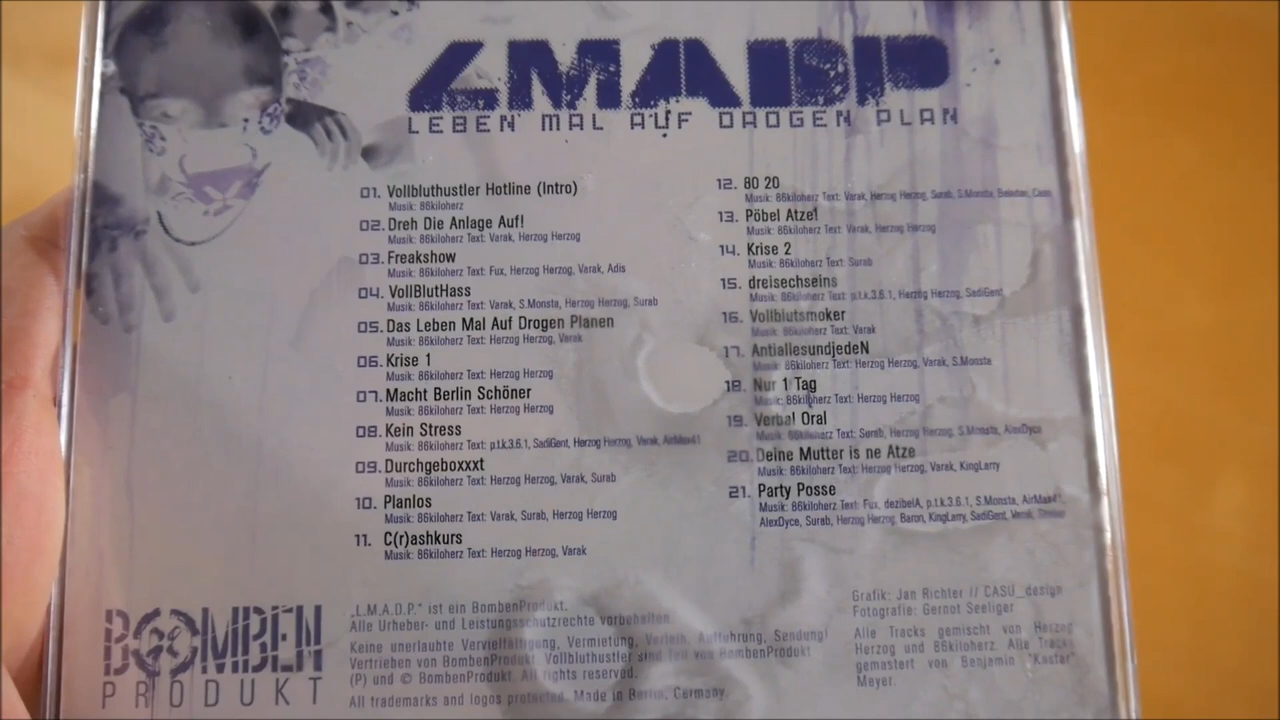 LMADP
LEBEN MAL AUF DROGEN PLAN
01. Vollbluthustler Hotline (Intro)
Musik: 86kiloherz
02. Dreh Die Anlage Auf!
Musik: 86kiloherz Text: Varak, Herzog Herzog
03. Freakshow
Musik: 86kiloherz Text: Fux, Herzog Herzog, Varak, Adis
04. VollBlutHass
Musik: 86kiloherz Text: Varak, S.Monsta, Herzog Herzog, Surab
05. Das Leben Mal Auf Drogen Planen
Musik: 86kiloherz Text: Herzog Herzog, Varak
06. Krise 1
Musik: 86kiloherz Text: Herzog Herzog
07. Macht Berlin Schöner
Musik: 86kiloherz Text: Herzog Herzog
08. Kein Stress
Musik: 86kiloherz Text: p.t.k.3.6.1, SadiGent, Herzog Herzog, Varak, AirMax41
09. Durchgeboxxxt
Musik: 86kiloherz Text: Herzog Herzog, Varak, Surab
10. Planlos
Musik: 86kiloherz Text: Varak, Surab, Herzog Herzog
11. C(r)ashkurs
Musik: 86kiloherz Text: Herzog Herzog, Varak
12. 80 20
Musik: 86kiloherz Text: Varak, Herzog Herzog, Surab, S.Monsta,
13. Pöbel Atze!
Musik: 86kiloherz Text: Varak, Herzog Herzog
14. Krise 2
Musik: 86kiloherz Text: Surab
15. dreisechseins
Musik: 86kiloherz Text: p.t.k.3.6.1, Herzog Herzog, SadiGent
16. Vollblutsmoker
Musik: 86kiloherz Text: Varak
17. AntiallesundjedeN
Musik: 86kiloherz Text: Herzog Herzog, Varak, S.Monsta
18. Nur 1 Tag
Musik: 86kiloherz Text: Herzog Herzog
19. Verbal Oral
Musik: 86kiloherz Text: Surab, Herzog Herzog, S.Monsta, AlexDyce
20. Deine Mutter is ne Atze
Musik: 86kiloherz Text: Herzog Herzog, Varak, KingLarry
21. Party Posse
Musik: 86kiloherz Text: Fux, dezibelA, p.t.k.3.6.1, S.Monsta, AirMax41,
AlexDyce, Surab, Herzog Herzog, Baron, KingLarry, SadiGent, Varak,
BOOMBEN
PRODUKT
„L.M.A.D.P." ist ein BombenProdukt.
Alle Urheber- und Leistungsschutzrechte vorbehalten.
Keine unerlaubte Vervielfältigung, Vermietung, Verleih, Aufführung, Sendung!
Vertrieben von BombenProdukt. Vollbluthustler sind Teil von BombenProdukt
(P) und © BombenProdukt. All rights reserved.
All trademarks and logos protected. Made in Berlin, Germany.
Grafik: Jan Richter // CASU_design
Fotografie: Gernot Seeliger
Alle Tracks gemischt von Herzog
Herzog und 86kiloherz. Alle Tracks
gemastert von Benjamin "Kaster"
Meyer.